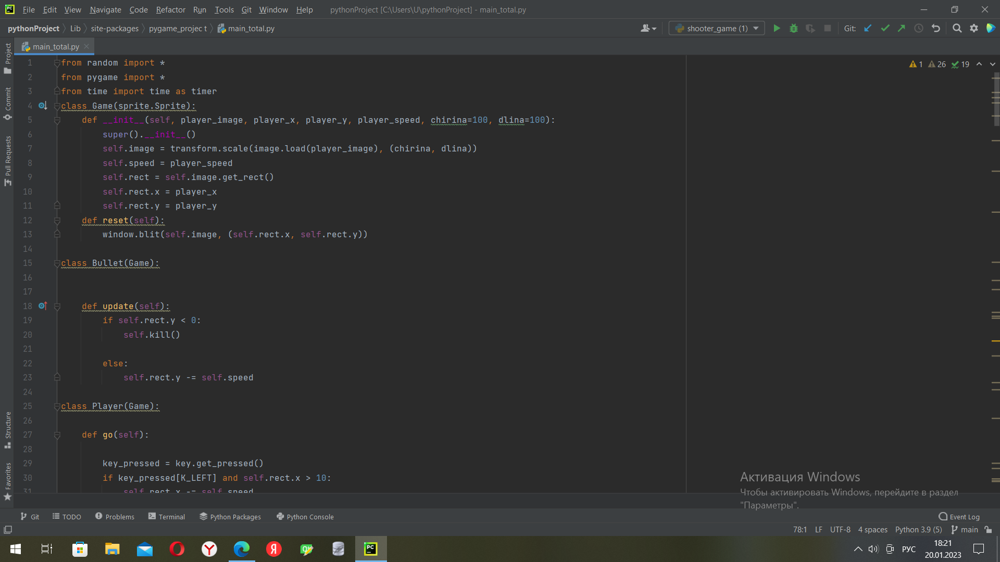 PC File Edit View Navigate Code Refactor Run Tools Git Window Help pythonProject [C:\Users\U\pythonProject] - main_total.py
pythonProject Lib site-packages pygame_projec t main_total.py shooter_game (1) Git:
main_total.py
Project
Commit
Pull Requests
Structure
Favorites
1 26 19
1 from random import *
2 from pygame import *
3 from time import time as timer
4 class Game(sprite.Sprite):
5 def __init__(self, player_image, player_x, player_y, player_speed, chirina=100, dlina=100):
6 super().__init__()
7 self.image = transform.scale(image.load(player_image), (chirina, dlina))
8 self.speed = player_speed
9 self.rect = self.image.get_rect()
10 self.rect.x = player_x
11 self.rect.y = player_y
12 def reset(self):
13 window.blit(self.image, (self.rect.x, self.rect.y))
14
15 class Bullet(Game):
16
17
18 def update(self):
19 if self.rect.y < 0:
20 self.kill()
21
22 else:
23 self.rect.y -= self.speed
24
25 class Player(Game):
26
27 def go(self):
28
29 key_pressed = key.get_pressed()
30 if key_pressed[K_LEFT] and self.rect.x > 10:
31 self.rect.x -= self.speed
Активация Windows
Чтобы активировать Windows, перейдите в раздел
"Параметры".
Git TODO Problems Terminal Python Packages Python Console Event Log
78:1 LF UTF-8 4 spaces Python 3.9 (5) main
Y Я Qt PC РУС 18:21
20.01.2023